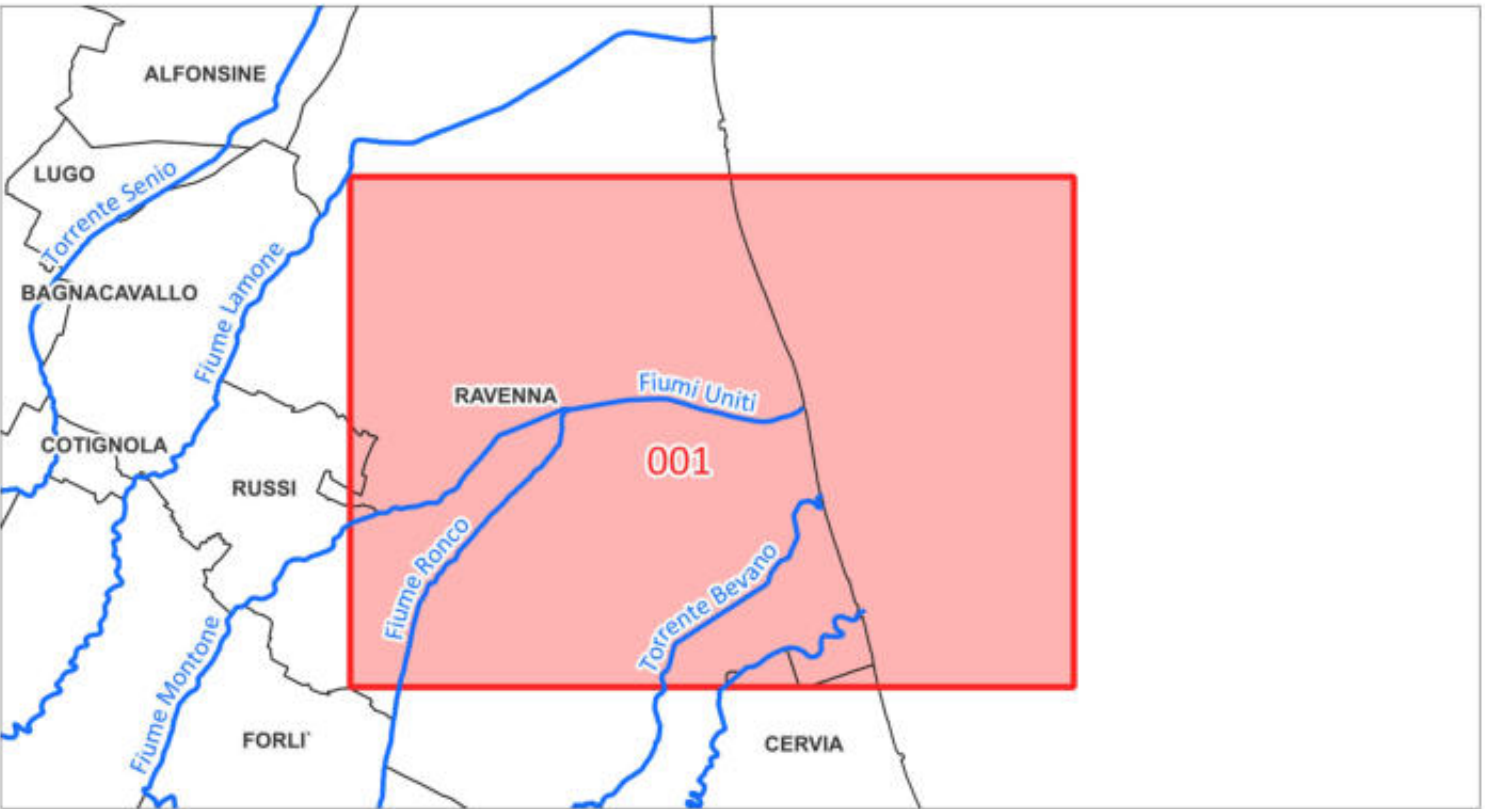 ALFONSINE
LUGO
Torrente Senio
BAGNACAVALLO
Fiume Lamone
RAVENNA
Fiumi Uniti
COTIGNOLA
001
RUSSI
Fiume Ronco
Torrente Bevano
Fiume Montone
FORLI'
CERVIA